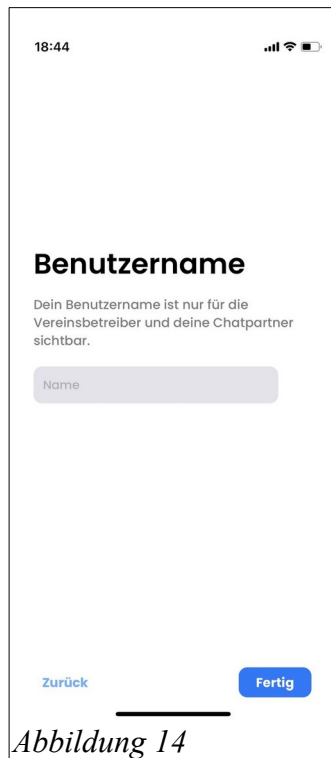 18:44
Benutzername
Dein Benutzername ist nur für die
Vereinsbetreiber und deine Chatpartner
sichtbar.
Name
Zurück
Fertig
Abbildung 14